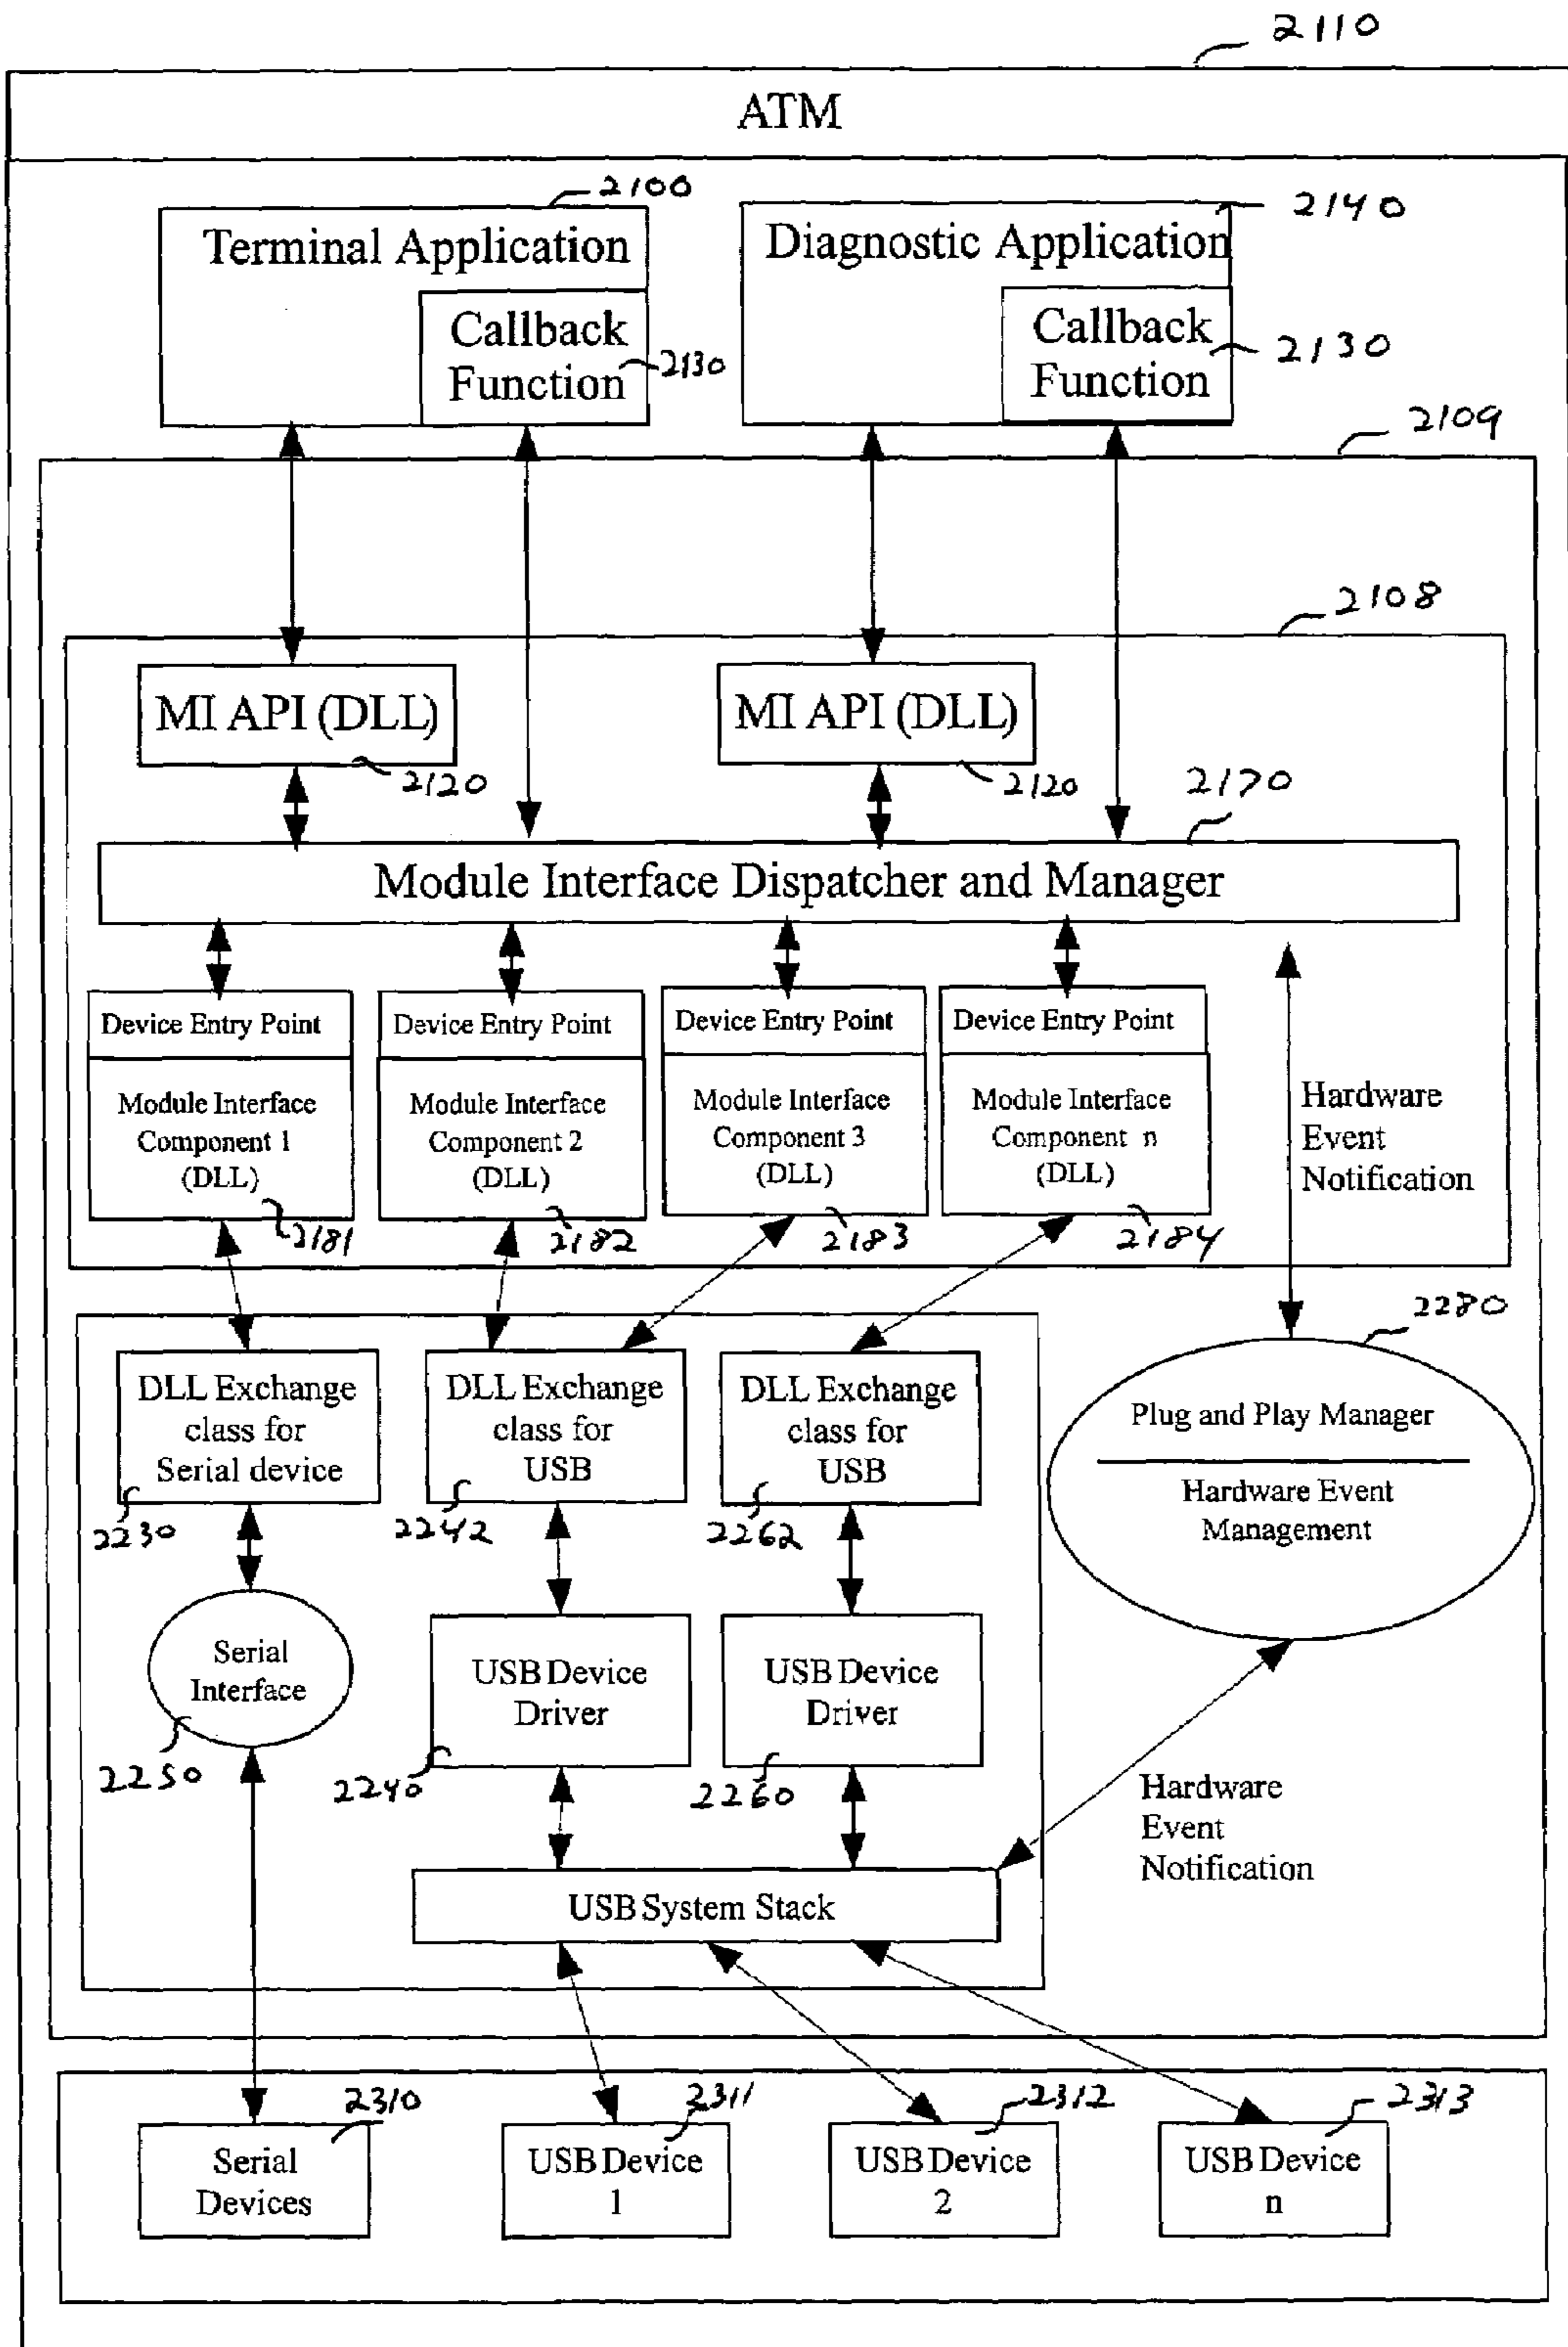 2110
ATM
2100
2140
Terminal Application
Diagnostic Application
Callback
Function
2130
Callback
Function
2130
2109
2108
MI API (DLL)
2120
MI API (DLL)
2120
2170
Module Interface Dispatcher and Manager
Device Entry Point
Device Entry Point
Device Entry Point
Device Entry Point
Module Interface
Component 1
(DLL)
2181
Module Interface
Component 2
(DLL)
2182
Module Interface
Component 3
(DLL)
2183
Module Interface
Component n
(DLL)
2184
Hardware
Event
Notification
2280
DLL Exchange
class for
Serial device
2230
DLL Exchange
class for
USB
2242
DLL Exchange
class for
USB
2262
Plug and Play Manager
Hardware Event
Management
Serial
Interface
2250
USB Device
Driver
2240
USB Device
Driver
2260
Hardware
Event
Notification
USB System Stack
2310
2311
2312
2313
Serial
Devices
USB Device
1
USB Device
2
USB Device
n